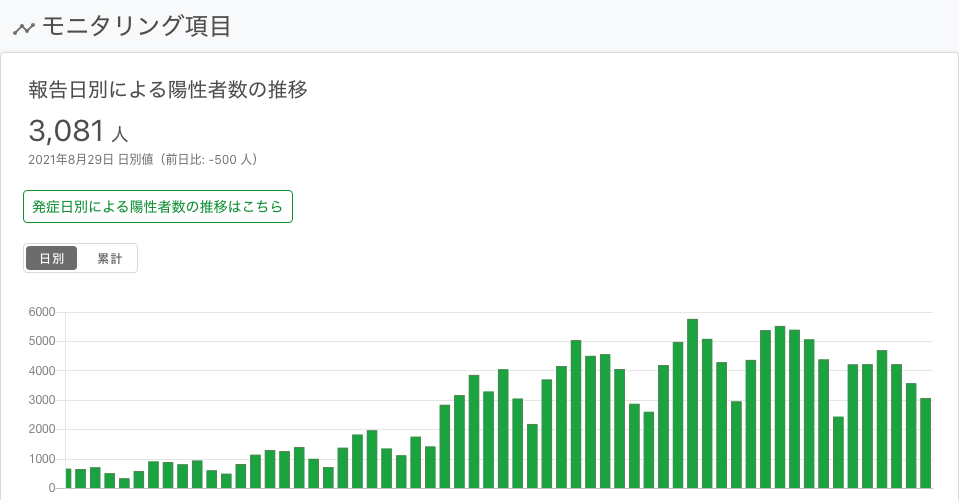 モニタリング項目
報告日別による陽性者数の推移
3,081 人
2021年8月29日 日別値（前日比: -500 人）
発症日別による陽性者数の推移はこちら
日別 累計
6000
5000
4000
3000
2000
1000
0